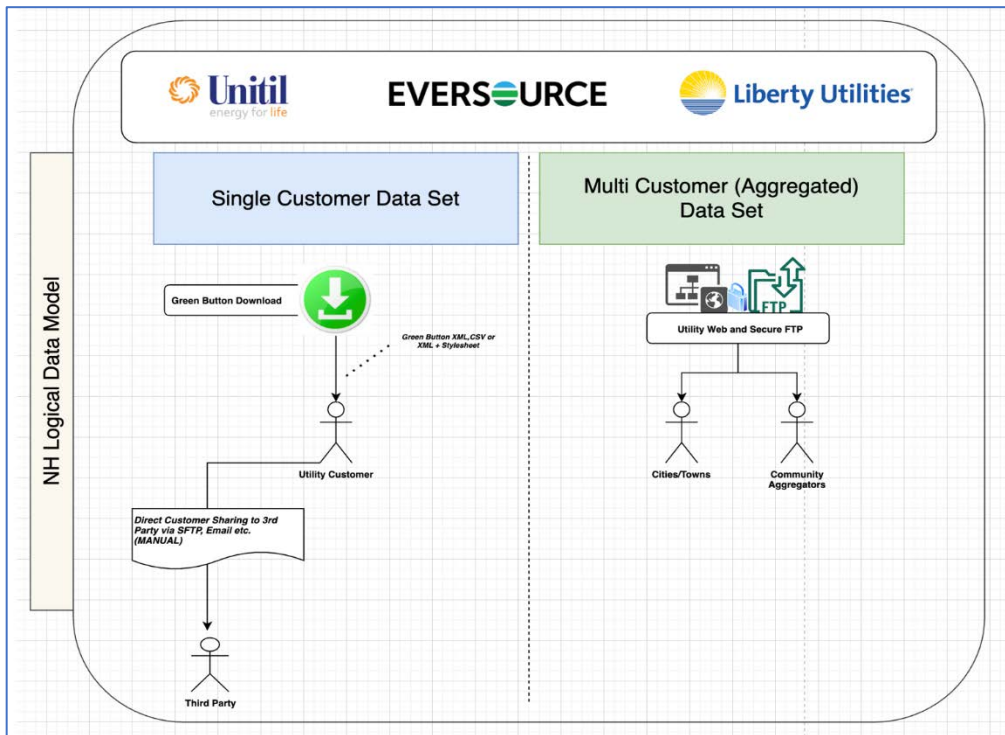 Unitil
energy for life
EVERSOURCE
Liberty Utilities
NH Logical Data Model
Single Customer Data Set
Multi Customer (Aggregated)
Data Set
Green Button Download
Green Button XML,CSV or
XML + Stylesheet
Utility Customer
Direct Customer Sharing to 3rd
Party via SFTP, Email etc.
(MANUAL)
Third Party
FTP
Utility Web and Secure FTP
Cities/Towns
Community
Aggregators